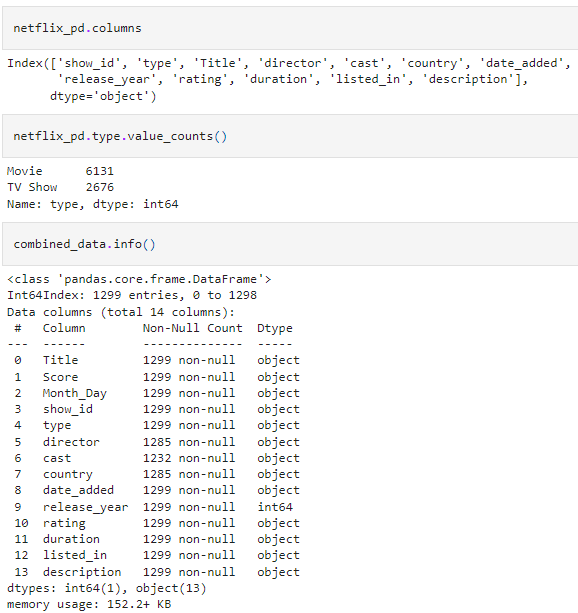 netflix_pd.columns
Index(['show_id', 'type', 'Title', 'director', 'cast', 'country', 'date_added',
       'release_year', 'rating', 'duration', 'listed_in', 'description'],
      dtype='object')
netflix_pd.type.value_counts()
Movie      6131
TV Show    2676
Name: type, dtype: int64
combined_data.info()
<class 'pandas.core.frame.DataFrame'>
Int64Index: 1299 entries, 0 to 1298
Data columns (total 14 columns):
 #   Column        Non-Null Count  Dtype
---  ------        --------------  -----
 0   Title         1299 non-null   object
 1   Score         1299 non-null   object
 2   Month_Day     1299 non-null   object
 3   show_id       1299 non-null   object
 4   type          1299 non-null   object
 5   director      1285 non-null   object
 6   cast          1232 non-null   object
 7   country       1285 non-null   object
 8   date_added    1299 non-null   object
 9   release_year  1299 non-null   int64
 10  rating        1299 non-null   object
 11  duration      1299 non-null   object
 12  listed_in     1299 non-null   object
 13  description   1299 non-null   object
dtypes: int64(1), object(13)
memory usage: 152.2+ KB